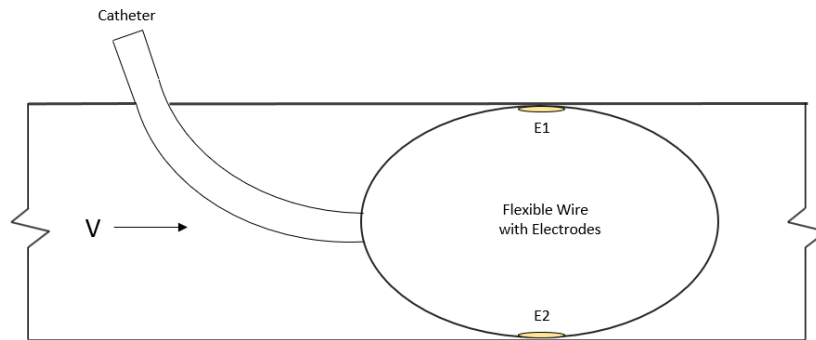 Catheter
E1
Flexible Wire
with Electrodes
V
E2